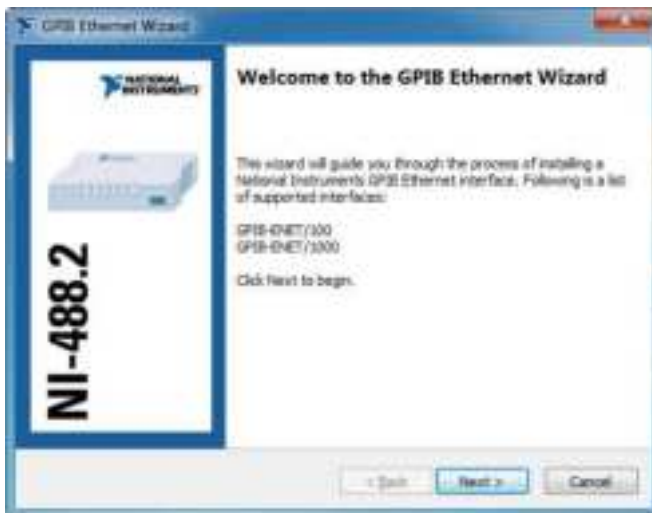 GPIB Ethernet Wizard
NATIONAL
INSTRUMENTS
NI-488.2
Welcome to the GPIB Ethernet Wizard
This wizard will guide you through the process of installing a
National Instruments GPIB Ethernet interface. Following is a list
of supported interfaces:
GPIB-ENET/100
GPIB-ENET/1000
Click Next to begin.
< Back
Next >
Cancel